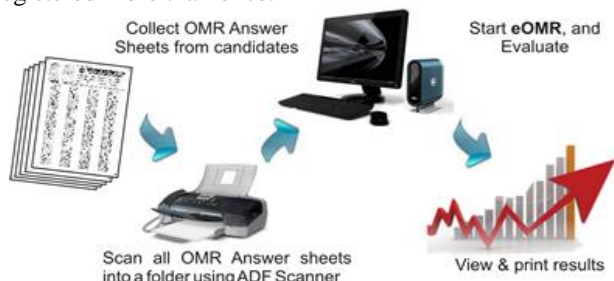 Collect OMR Answer
Sheets from candidates
Start eOMR, and
Evaluate
Scan all OMR Answer sheets
into a folder using ADF Scanner
View & print results